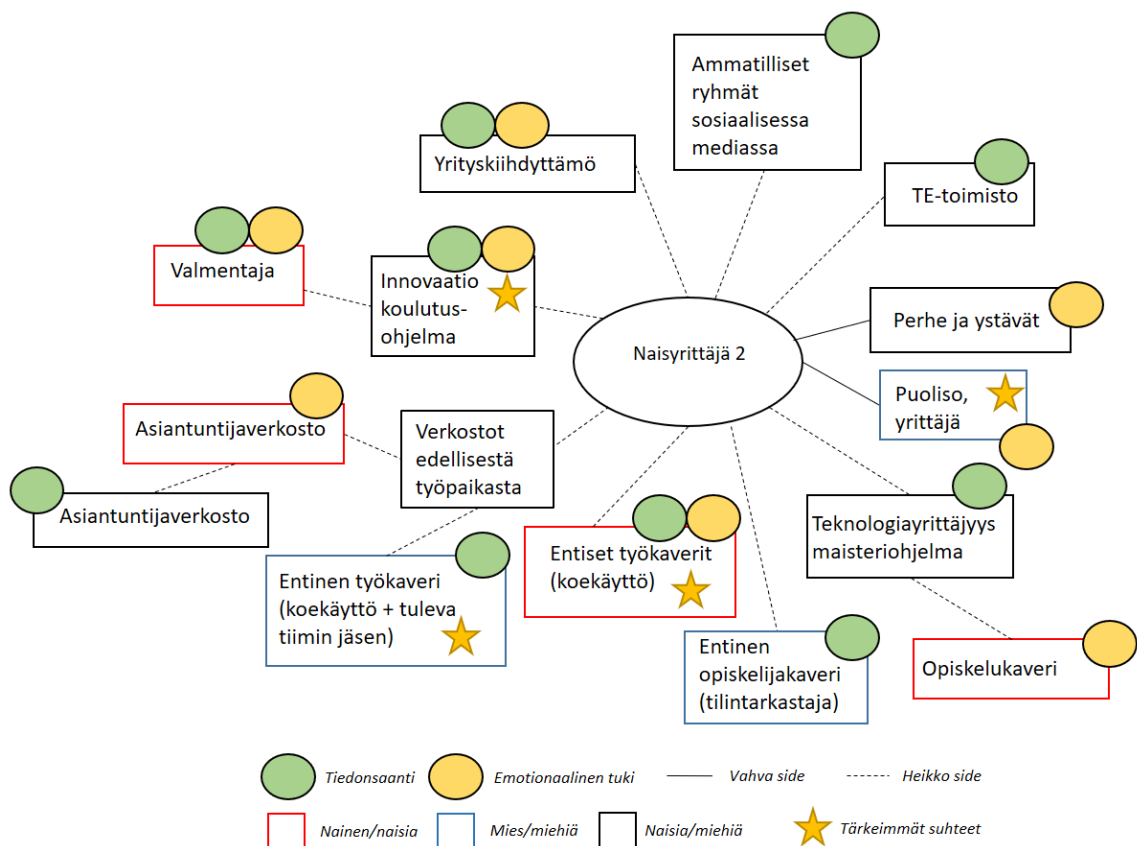 Ammatilliset
ryhmät
sosiaalisessa
mediassa
Yrityskiihdyttämö
TE-toimisto
Valmentaja
Innovaatio
koulutus-
ohjelma
Perhe ja ystävät
Naisyrittäjä 2
Puoliso,
yrittäjä
Asiantuntijaverkosto
Verkostot
edellisestä
työpaikasta
Asiantuntijaverkosto
Teknologiayrittäjyys
maisteriohjelma
Entinen työkaveri
(koekäyttö + tuleva
tiimin jäsen)
Entiset työkaverit
(koekäyttö)
Entinen
opiskelijakaveri
(tilintarkastaja)
Opiskelukaveri
Tiedonsaanti
Emotionaalinen tuki
Vahva side
Heikko side
Nainen/naisia
Mies/miehiä
Naisia/miehiä
Tärkeimmät suhteet